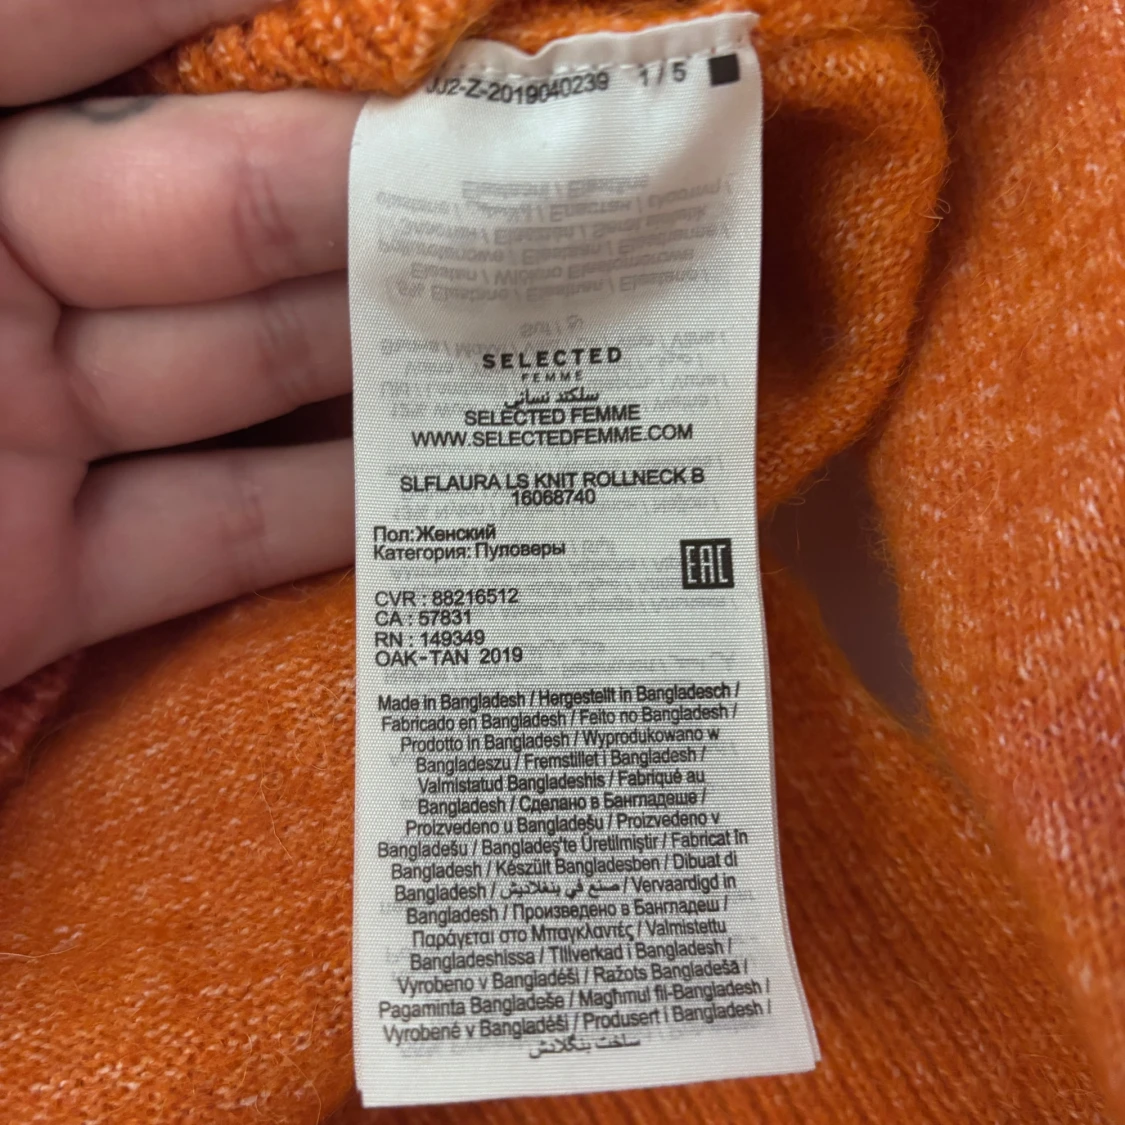 JJ2-Z-2019040239 1 / 5
SELECTED
FEMME
سلكتد نسائي
SELECTED FEMME
WWW.SELECTEDFEMME.COM
SLFLAURA LS KNIT ROLLNECK B
16068740
Пол:Женский
Категория: Пуловеры
EAC
CVR : 88216512
CA : 57831
RN : 149349
OAK-TAN 2019
Made in Bangladesh / Hergestellt in Bangladesch /
Fabricado en Bangladesh / Feito no Bangladesh /
Prodotto in Bangladesh / Wyprodukowano w
Bangladeszu / Fremstillet i Bangladesh /
Valmistatud Bangladeshis / Fabriqué au
Bangladesh / Сделано в Бангладеше /
Proizvedeno u Bangladešu / Proizvedeno v
Bangladešu / Bangladeş'te Üretilmiştir / Fabricat în
Bangladesh / Készült Bangladesben / Dibuat di
Bangladesh / صنع في بنغلاديش / Vervaardigd in
Bangladesh / Произведено в Бангладеш /
Παράγεται στο Μπαγκλαντές / Valmistettu
Bangladeshissa / Tillverkad i Bangladesh /
Vyrobeno v Bangladéši / Ražots Bangladešā /
Pagaminta Bangladeše / Magħmul fil-Bangladesh /
Vyrobené v Bangladéši / Produsert i Bangladesh /
ساخت بنگلادش